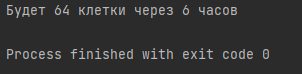 Будет 64 клетки через 6 часов
Process finished with exit code 0